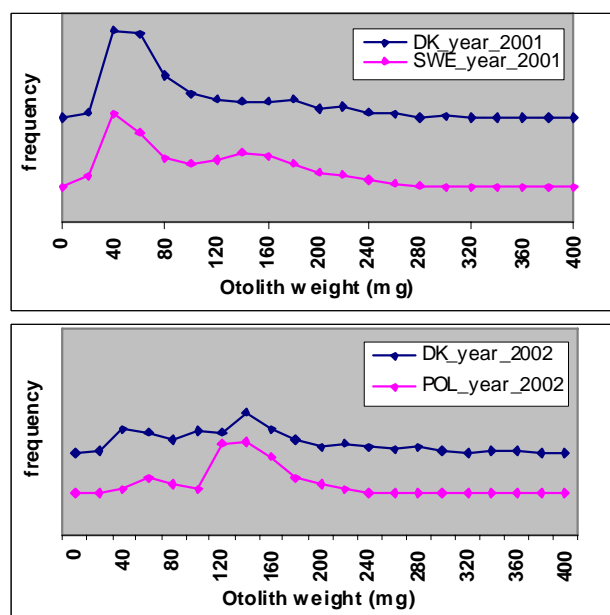 DK_year_2001
SWE_year_2001
frequency
0 40 80 120 160 200 240 280 320 360 400
Otolith weight (mg)
DK_year_2002
POL_year_2002
frequency
0 40 80 120 140 160 200 240 280 320 360 400
Otolith weight (mg)